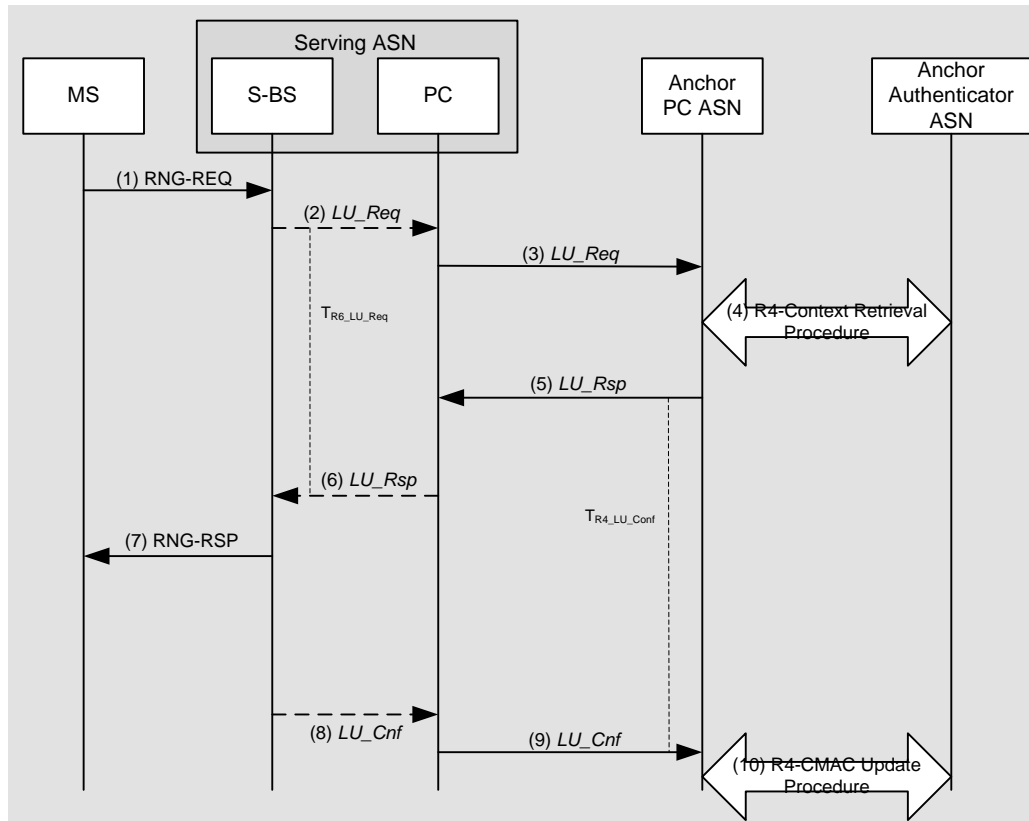 Serving ASN
MS
S-BS
PC
Anchor
PC ASN
Anchor
Authenticator
ASN
(1) RNG-REQ
(2) LU_Req
(3) LU_Req
TR6_LU_Req
(4) R4-Context Retrieval
Procedure
(5) LU_Rsp
(6) LU_Rsp
TR4_LU_Conf
(7) RNG-RSP
(8) LU_Cnf
(9) LU_Cnf
(10) R4-CMAC Update
Procedure